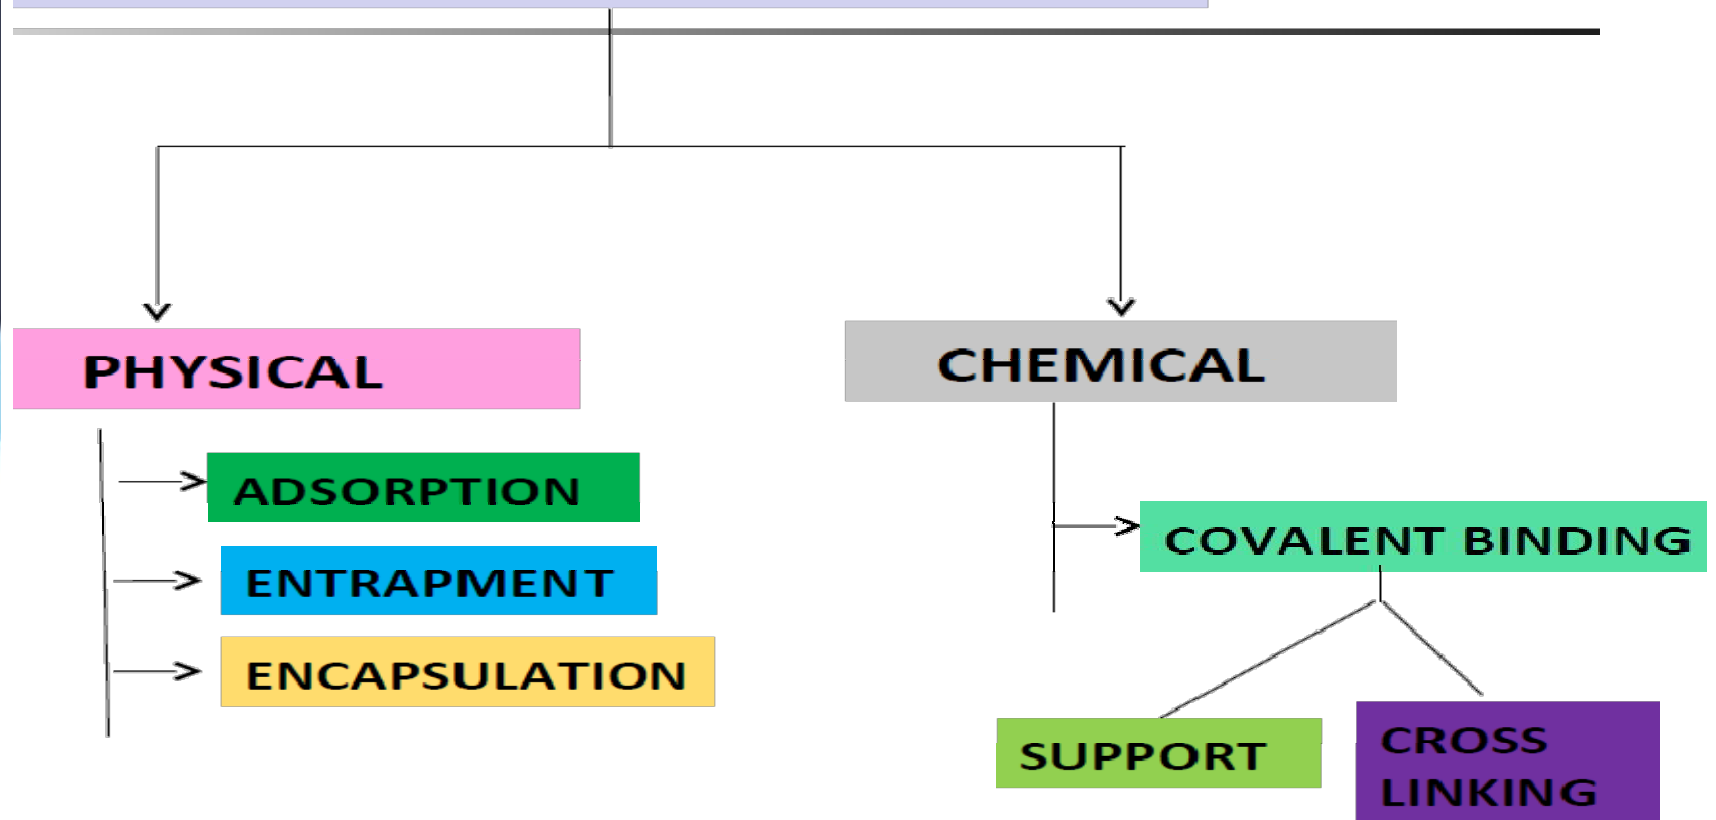 PHYSICAL
CHEMICAL
ADSORPTION
ENTRAPMENT
ENCAPSULATION
COVALENT BINDING
SUPPORT
CROSS
LINKING